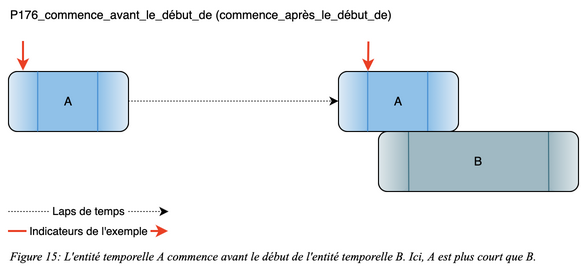 P176_commence_avant_le_début_de (commence_après_le_début_de)
A
A
B
Laps de temps
Indicateurs de l'exemple
Figure 15: L'entité temporelle A commence avant le début de l'entité temporelle B. Ici, A est plus court que B.